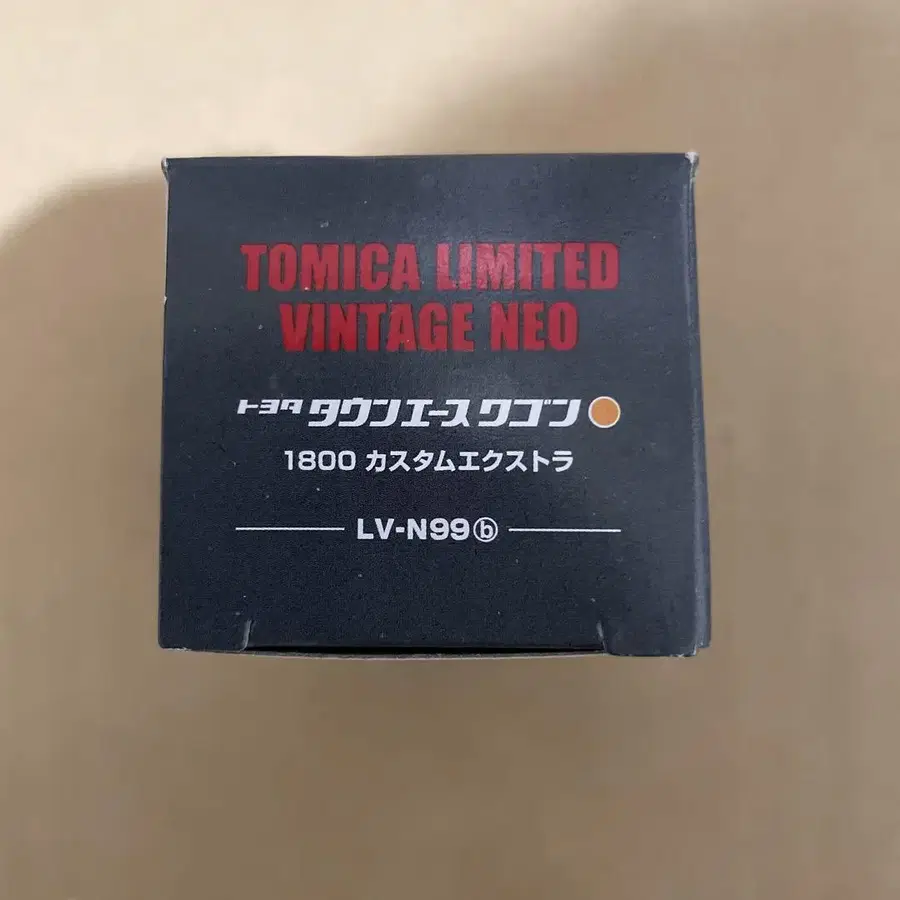 TOMICA LIMITED
VINTAGE NEO
トヨタ タウンエース ワゴン
1800 カスタムエクストラ
LV-N99ⓑ